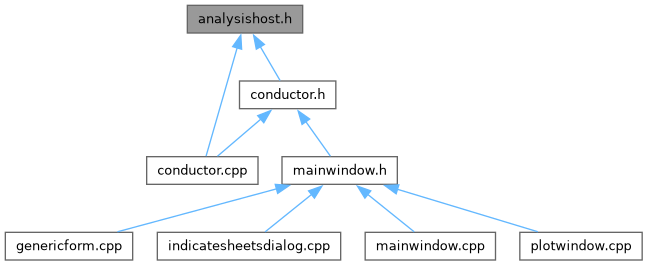 analysishost.h
conductor.h
conductor.cpp
mainwindow.h
genericform.cpp
indicatesheetsdialog.cpp
mainwindow.cpp
plotwindow.cpp